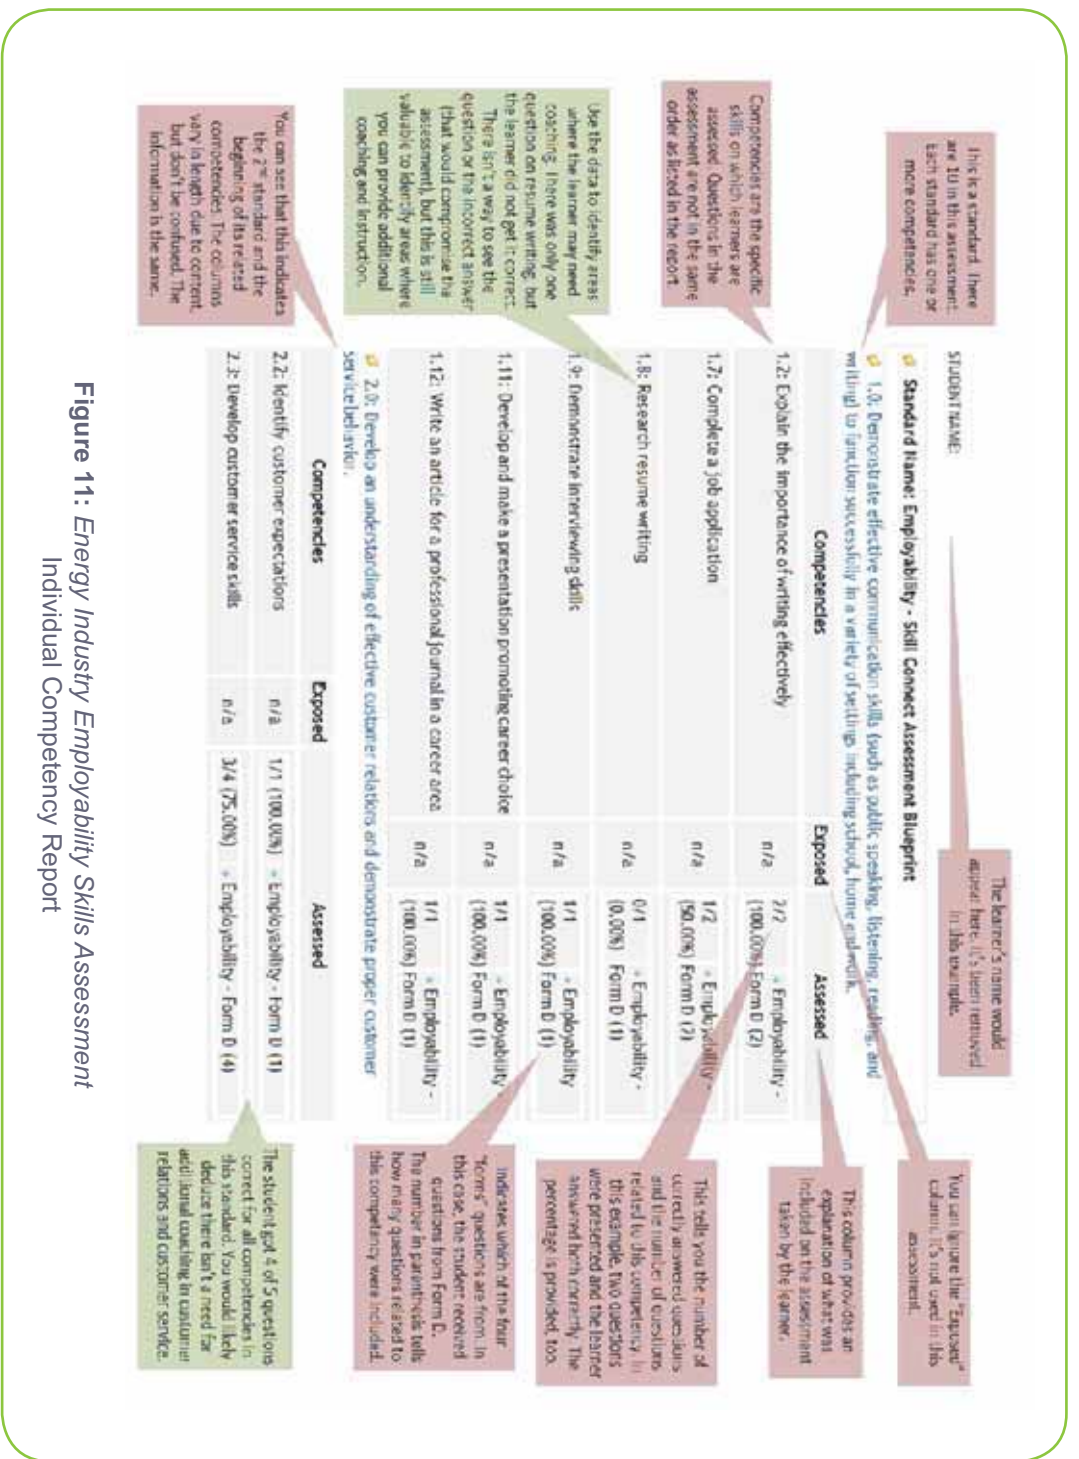 This is a standard. There
are 10 in this assessment.
Each standard has one or
more competencies.
Competencies are the specific
skills on which learners are
assessed. Questions in the
assessment are not in the same
order as listed in the report
Use the data to identify areas
where the learner may need
coaching. There was only one
question on resume writing, but
the learner did not get it correct.
There isn't a way to see the
question or the incorrect answer
(that would compromise the
assessment), but this is still
valuable to identify areas where
you can provide additional
coaching and instruction.
You can see that this indicates
the 2nd standard and the
beginning of its related
competencies. The columns
vary in length due to content,
but don't be confused. The
information is the same.
STUDENT NAME:
Standard Name: Employability - Skill Connect Assessment Blueprint
1.0: Demonstrate effective communication skills (such as public speaking, listening, reading, and
writing) to function successfully in a variety of settings including school, home and work.
Competencies Exposed Assessed
1.2: Explain the importance of writing effectively n/a 2/2 (100.00%) Employability - Form D (2)
1.7: Complete a job application n/a 1/2 (50.00%) Employability - Form D (2)
1.8: Research resume writing n/a 0/1 (0.00%) Employability - Form D (1)
1.9: Demonstrate interviewing skills n/a 1/1 (100.00%) Employability Form D (1)
1.11: Develop and make a presentation promoting career choice n/a 1/1 (100.00%) Employability Form D (1)
1.12: Write an article for a professional journal in a career area n/a 1/1 (100.00%) Employability - Form D (1)
2.0: Develop an understanding of effective customer relations and demonstrate proper customer
service behavior.
Competencies Exposed Assessed
2.2: Identify customer expectations n/a 1/1 (100.00%) Employability - Form D (1)
2.3: Develop customer service skills n/a 3/4 (75.00%) Employability - Form D (4)
The learner's name would
appear here. It's been removed
in this example.
You can ignore the "Exposed"
column. It's not used in this
assessment.
This column provides an
explanation of what was
included on the assessment
taken by the learner.
This tells you the number of
correctly answered questions
and the number of questions
related to this competency. In
this example, two questions
were presented and the learner
answered both correctly. The
percentage is provided, too.
Indicates which of the four
"forms" questions are from. In
this case, the student received
questions from Form D.
The number in parenthesis tells
how many questions related to
this competency were included.
The student got 4 of 5 questions
correct for all competencies in
this standard. You would likely
deduce there isn't a need for
additional coaching in customer
relations and customer service.
Figure 11: Energy Industry Employability Skills Assessment
Individual Competency Report